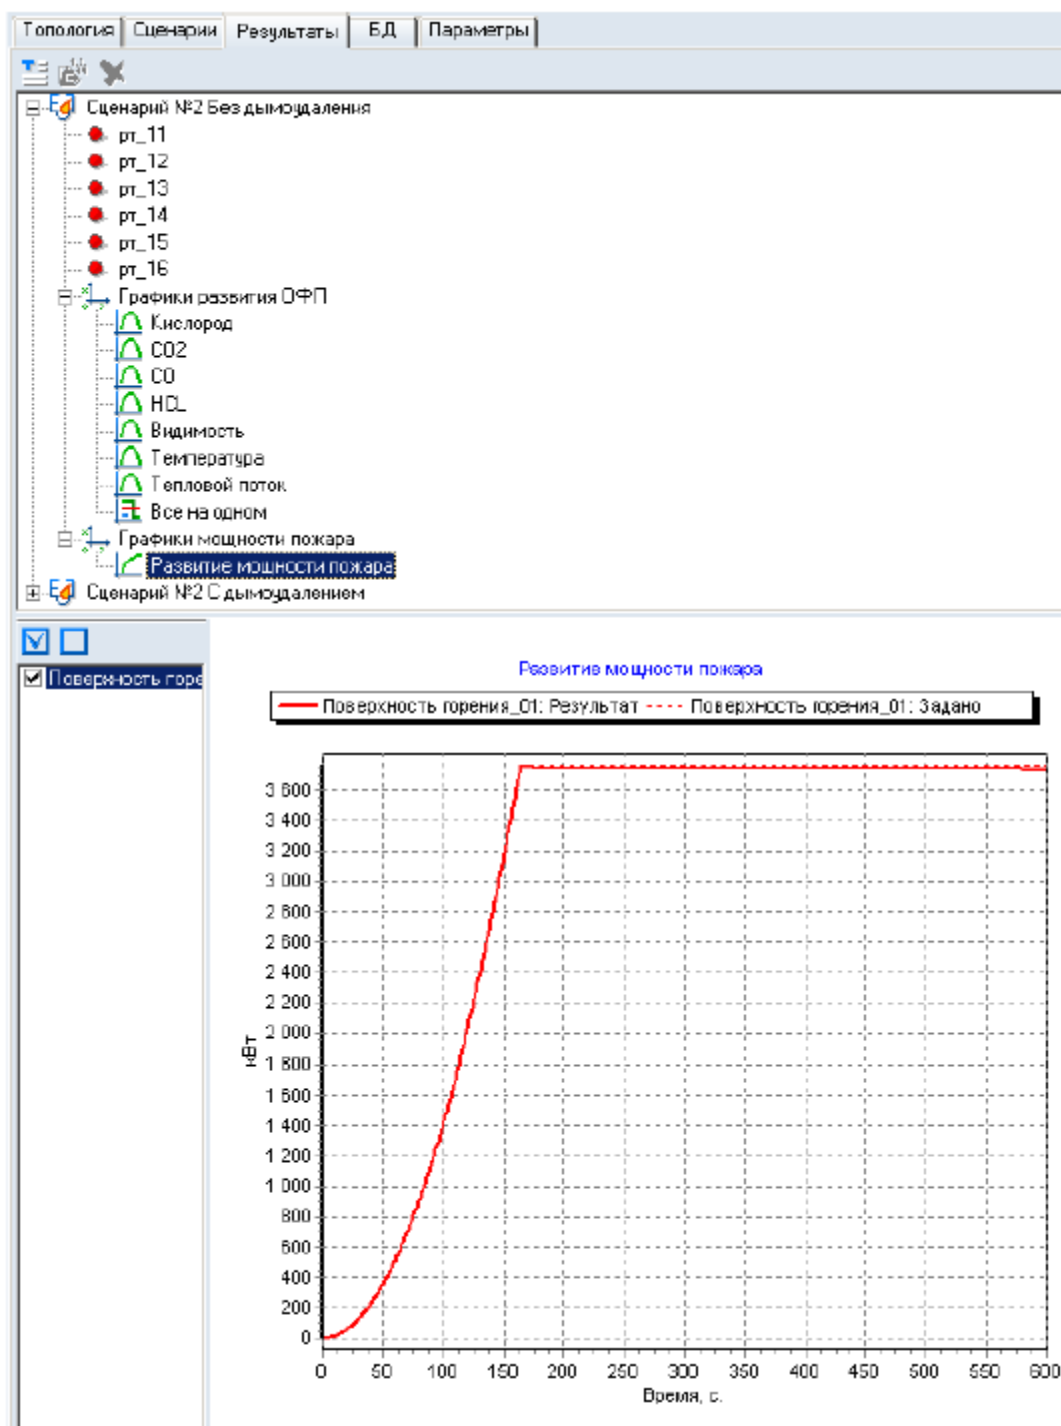 Топология Сценарии Результаты БД Параметры
Сценарий №2 Без дымоудаления
рт_11
рт_12
рт_13
рт_14
рт_15
рт_16
Графики развития ОФП
Кислород
CO2
CO
HCL
Видимость
Температура
Тепловой поток
Все на одном
Графики мощности пожара
Развитие мощности пожара
Сценарий №2 С дымоудалением
Поверхность горе
Развитие мощности пожара
Поверхность горения_01: Результат Поверхность горения_01: Задано
3 600
3 400
3 200
3 000
2 800
2 600
2 400
2 200
2 000
1 800
1 600
1 400
1 200
1 000
800
600
400
200
0
кВт
0 50 100 150 200 250 300 350 400 450 500 550 600
Время, с.